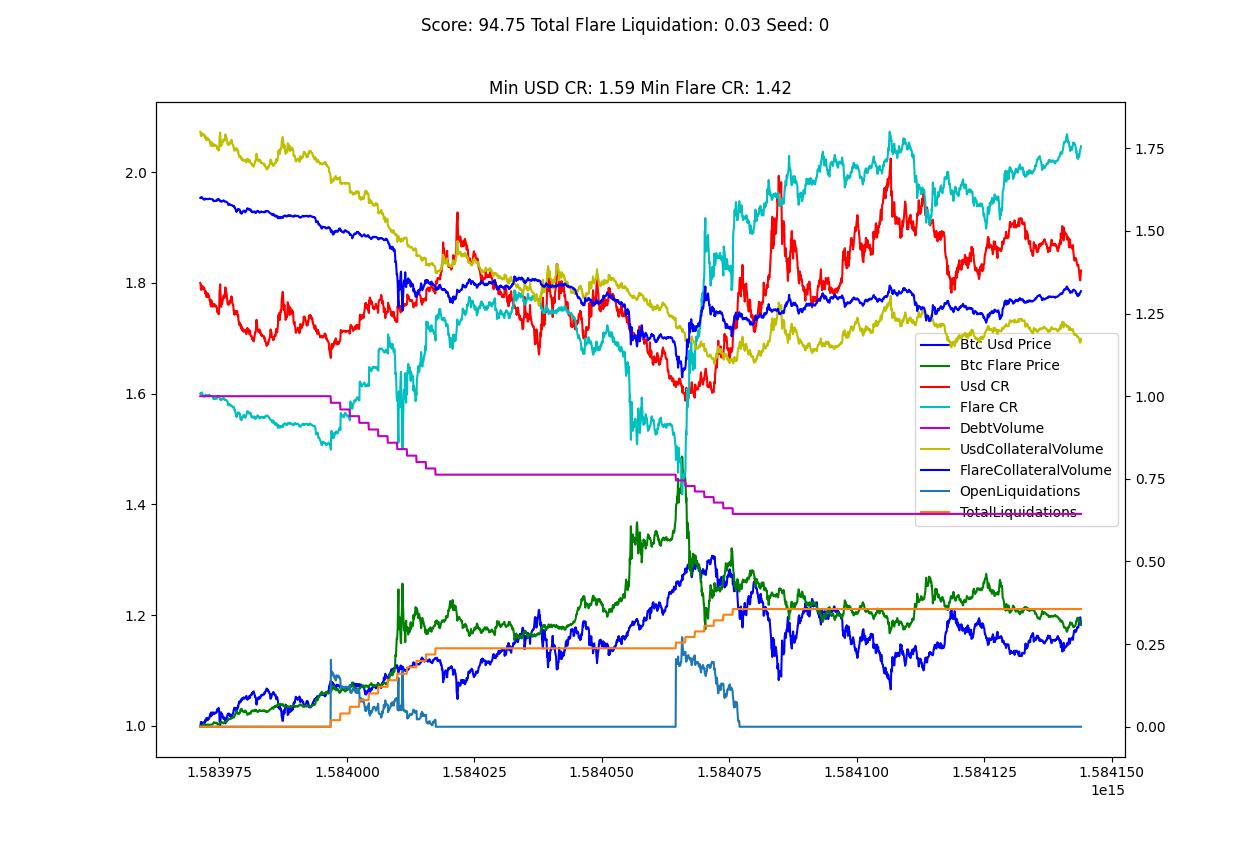 Score: 94.75 Total Flare Liquidation: 0.03 Seed: 0
Min USD CR: 1.59 Min Flare CR: 1.42
2.0
1.8
1.6
1.4
1.2
1.0
1.75
1.50
1.25
1.00
0.75
0.50
0.25
0.00
Btc Usd Price
Btc Flare Price
Usd CR
Flare CR
DebtVolume
UsdCollateralVolume
FlareCollateralVolume
OpenLiquidations
TotalLiquidations
1.583975 1.584000 1.584025 1.584050 1.584075 1.584100 1.584125 1.584150
1e15